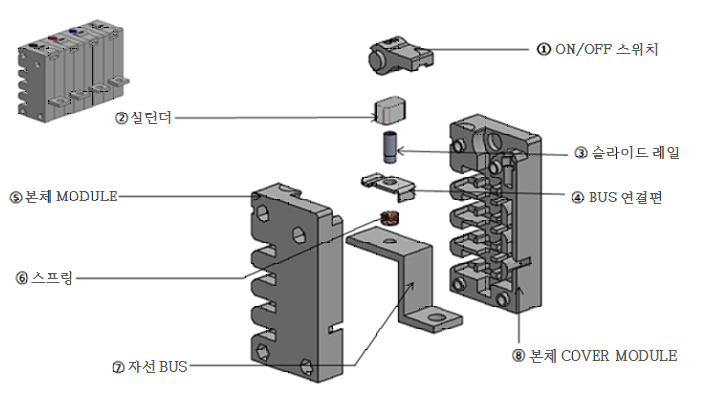 ① ON/OFF 스위치
② 실린더
③ 슬라이드 레일
⑤ 본체 MODULE
④ BUS 연결편
⑥ 스프링
⑧ 본체 COVER MODULE
⑦ 자선 BUS